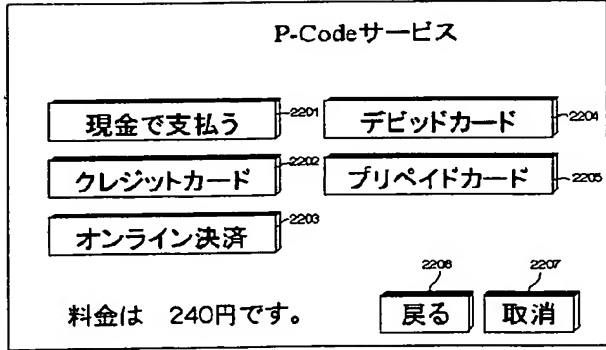 P-Codeサービス
現金で支払う 2201 デビッドカード 2204
クレジットカード 2202 プリペイドカード 2205
オンライン決済 2203
2206 2207
料金は 240円です。 戻る 取消